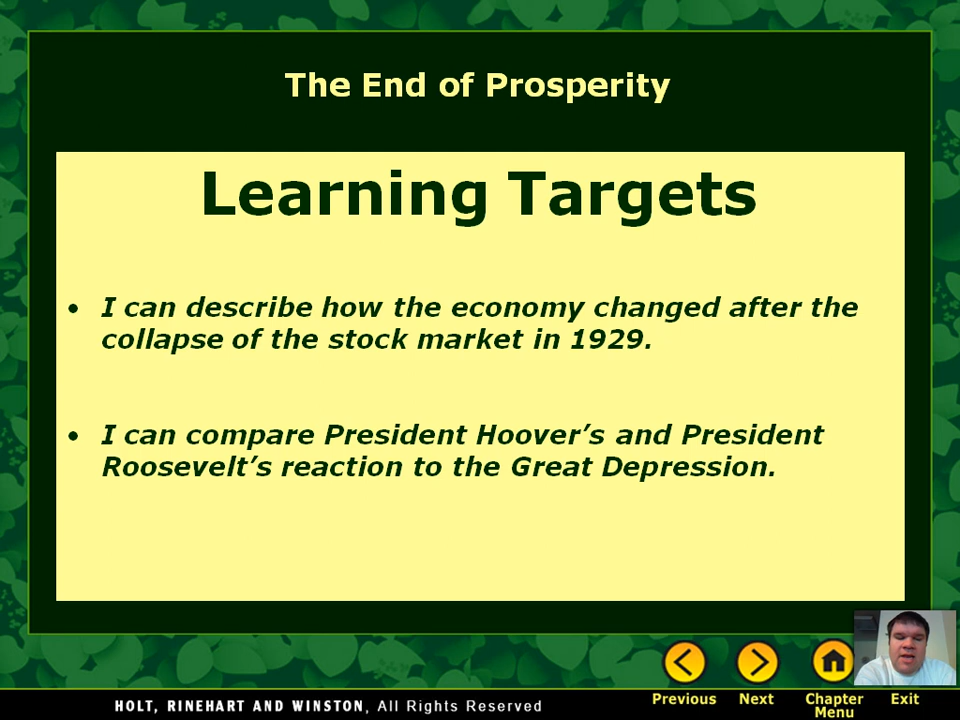 The End of Prosperity
Learning Targets
• I can describe how the economy changed after the
collapse of the stock market in 1929.
• I can compare President Hoover’s and President
Roosevelt’s reaction to the Great Depression.
HOLT, RINEHART AND WINSTON, All Rights Reserved
Previous
Next
Chapter
Menu
Exit